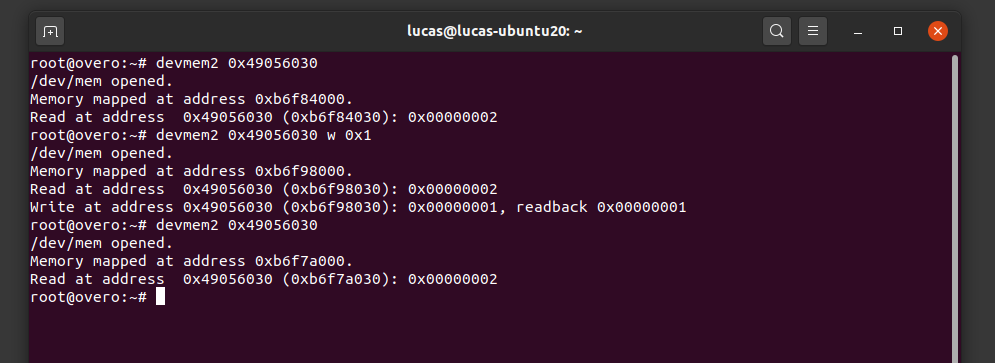 lucas@lucas-ubuntu20: ~
root@overo:~# devmem2 0x49056030
/dev/mem opened.
Memory mapped at address 0xb6f84000.
Read at address  0x49056030 (0xb6f84030): 0x00000002
root@overo:~# devmem2 0x49056030 w 0x1
/dev/mem opened.
Memory mapped at address 0xb6f98000.
Read at address  0x49056030 (0xb6f98030): 0x00000002
Write at address 0x49056030 (0xb6f98030): 0x00000001, readback 0x00000001
root@overo:~# devmem2 0x49056030
/dev/mem opened.
Memory mapped at address 0xb6f7a000.
Read at address  0x49056030 (0xb6f7a030): 0x00000002
root@overo:~#